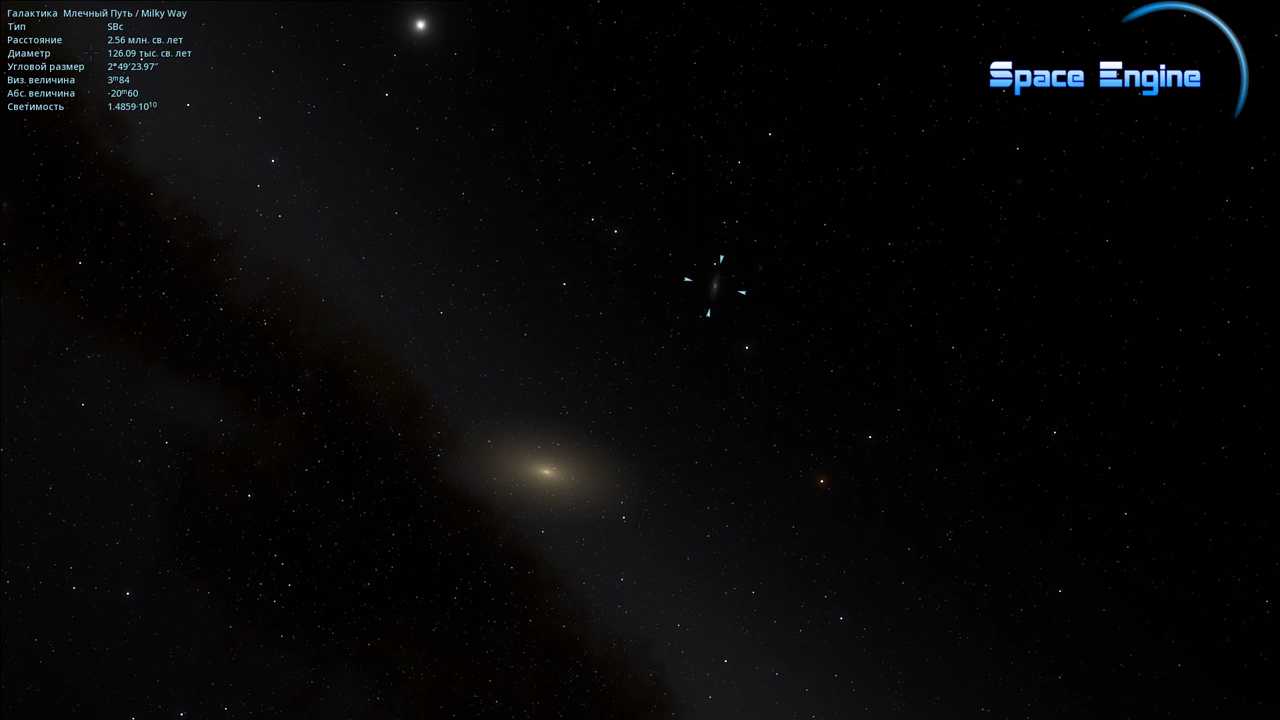 Галактика Млечный Путь / Milky Way
Тип SBc
Расстояние 2.56 млн. св. лет
Диаметр 126.09 тыс. св. лет
Угловой размер 2°49'23.97"
Виз. величина 3ᵐ84
Абс. величина -20ᵐ60
Светимость 1.4859·10¹⁰
Space Engine